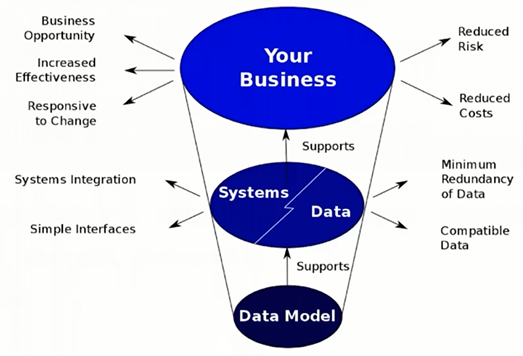 Business
Opportunity
Increased
Effectiveness
Responsive
to Change
Your
Business
Reduced
Risk
Reduced
Costs
Supports
Systems Integration
Simple Interfaces
Systems
Data
Minimum
Redundancy
of Data
Compatible
Data
Supports
Data Model